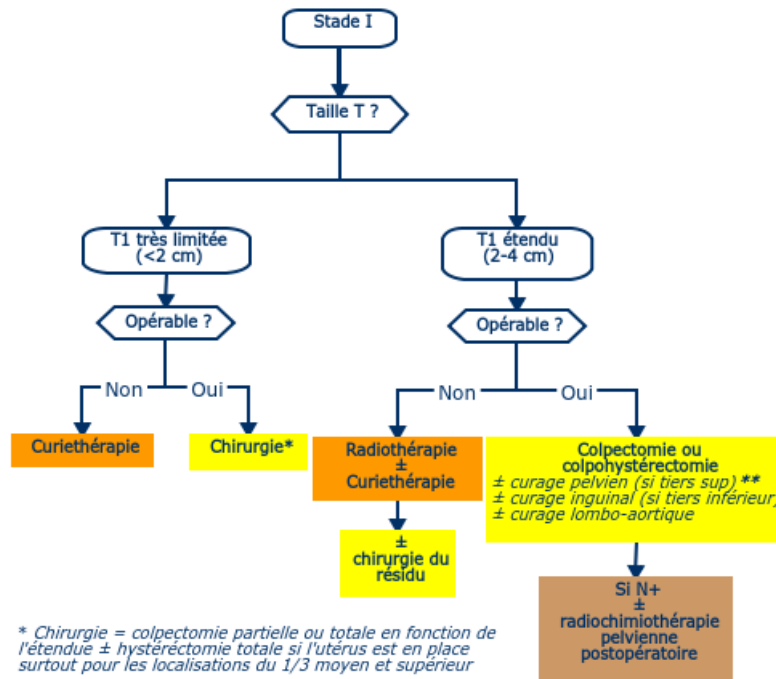 Stade I
Taille T ?
T1 très limitée
(<2 cm)
T1 étendu
(2-4 cm)
Opérable ?
Opérable ?
Non
Oui
Non
Oui
Curiethérapie
Chirurgie*
Radiothérapie
±
Curiethérapie
Colpectomie ou
colpohystérectomie
± curage pelvien (si tiers sup) **
± curage inguinal (si tiers inférieur)
± curage lombo-aortique
±
chirurgie du
résidu
Si N+
±
radiochimiothérapie
pelvienne
postopératoire
* Chirurgie = colpectomie partielle ou totale en fonction de
l'étendue ± hystéréctomie totale si l'utérus est en place
surtout pour les localisations du 1/3 moyen et supérieur